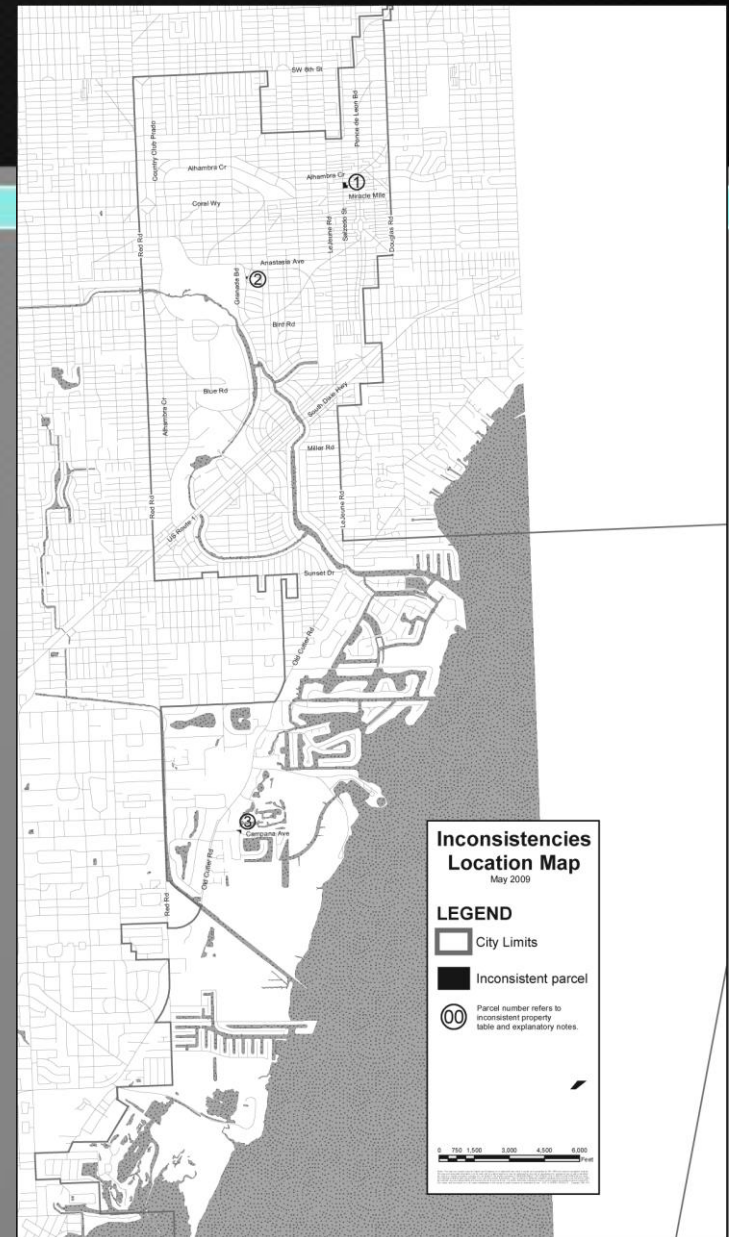 SW 8th St
Ponce de Leon Bd
Country Club Prado
Alhambra Cr
Alhambra Cr
1
Miracle Mile
Coral Wy
LeJeune Rd
Salzedo St
Douglas Rd
Red Rd
Anastasia Ave
2
Granada Bd
Bird Rd
Blue Rd
Alhambra Cr
South Dixie Hwy
Miller Rd
Red Rd
LeJeune Rd
US Route 1
Sunset Dr
Old Cutler Rd
3
Campana Ave
Old Cutler Rd
Red Rd
Inconsistencies
Location Map
May 2009
LEGEND
City Limits
Inconsistent parcel
00
Parcel number refers to
inconsistent property
table and explanatory notes.
0 750 1,500 3,000 4,500 6,000
Feet